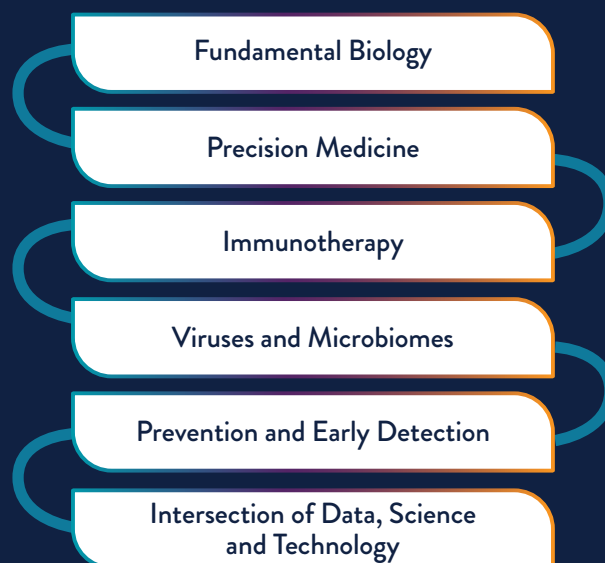 Fundamental Biology
Precision Medicine
Immunotherapy
Viruses and Microbiomes
Prevention and Early Detection
Intersection of Data, Science
and Technology